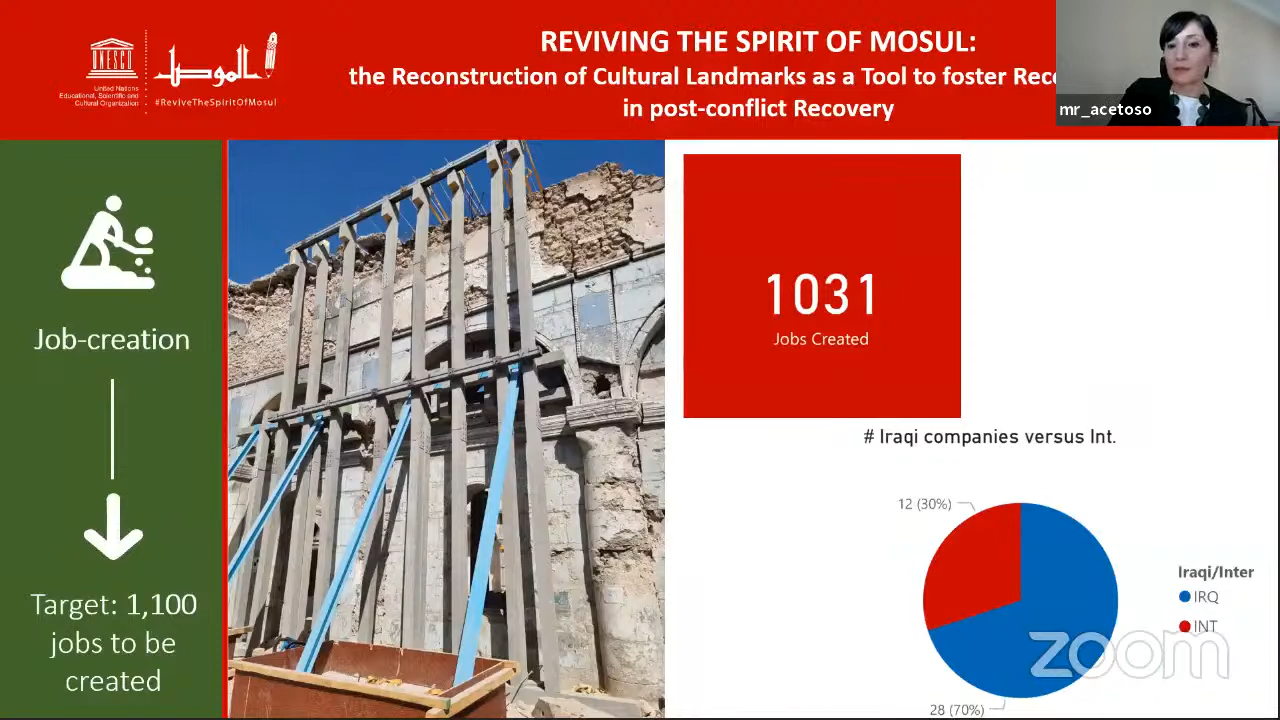 UNESCO
United Nations
Educational, Scientific and
Cultural Organization
الموصل
#ReviveTheSpiritOfMosul
REVIVING THE SPIRIT OF MOSUL:
the Reconstruction of Cultural Landmarks as a Tool to foster Reco
in post-conflict Recovery
mr_acetoso
Job-creation
Target: 1,100
jobs to be
created
1031
Jobs Created
# Iraqi companies versus Int.
12 (30%)
28 (70%)
Iraqi/Inter
IRQ
INT
zoom